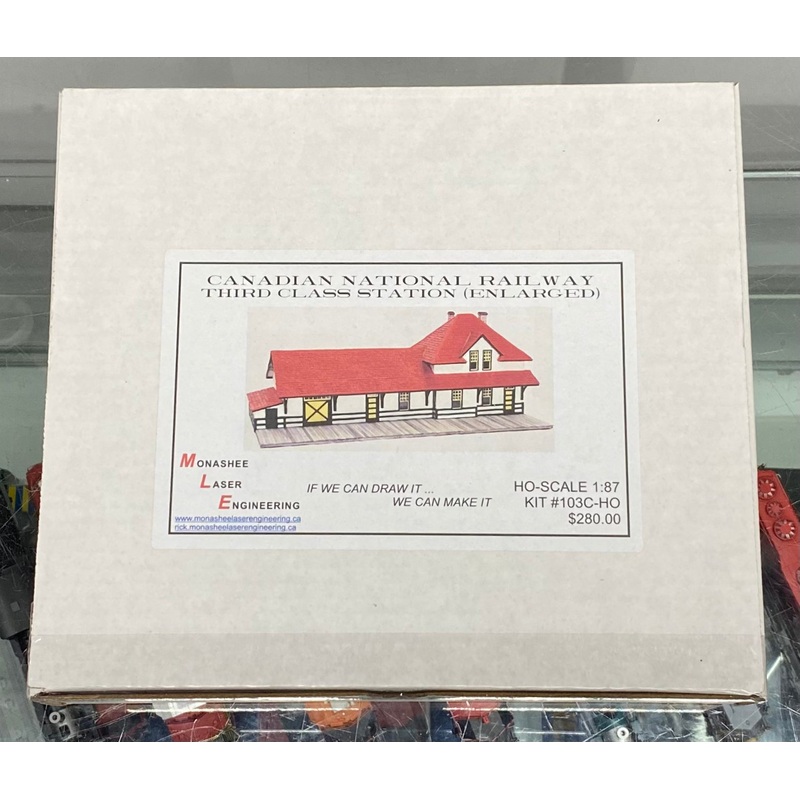 CANADIAN NATIONAL RAILWAY
THIRD CLASS STATION (ENLARGED)
MONASHEE
LASER
ENGINEERING
www.monasheelaserengineering.ca
rick.monasheelaserengineering.ca
IF WE CAN DRAW IT ...
WE CAN MAKE IT
HO-SCALE 1:87
KIT #103C-HO
$280.00